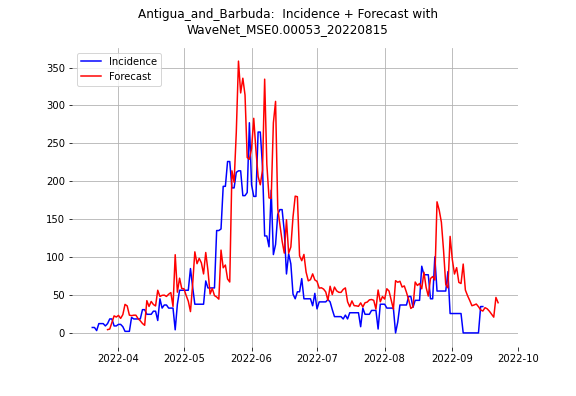 Antigua_and_Barbuda:  Incidence + Forecast with
WaveNet_MSE0.00053_20220815
Incidence
Forecast
350
300
250
200
150
100
50
0
2022-04 2022-05 2022-06 2022-07 2022-08 2022-09 2022-10